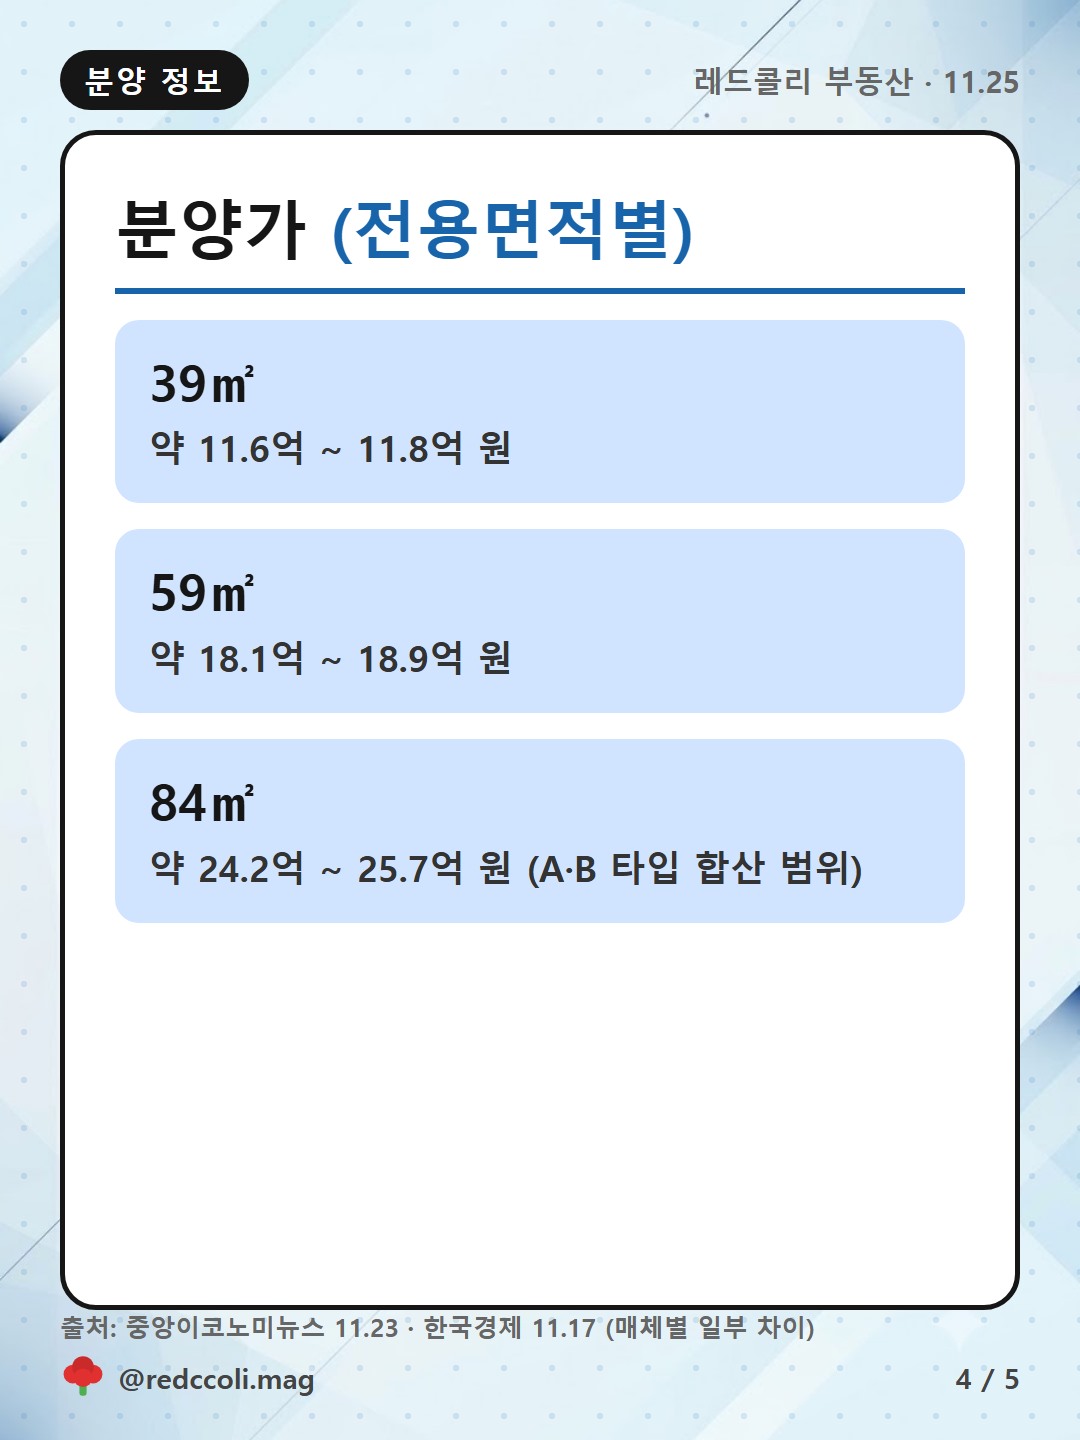 분양 정보
레드콜리 부동산 · 11.25
분양가 (전용면적별)
39㎡
약 11.6억 ~ 11.8억 원
59㎡
약 18.1억 ~ 18.9억 원
84㎡
약 24.2억 ~ 25.7억 원 (A·B 타입 합산 범위)
출처: 중앙이코노미뉴스 11.23 · 한국경제 11.17 (매체별 일부 차이)
@redccoli.mag
4 / 5